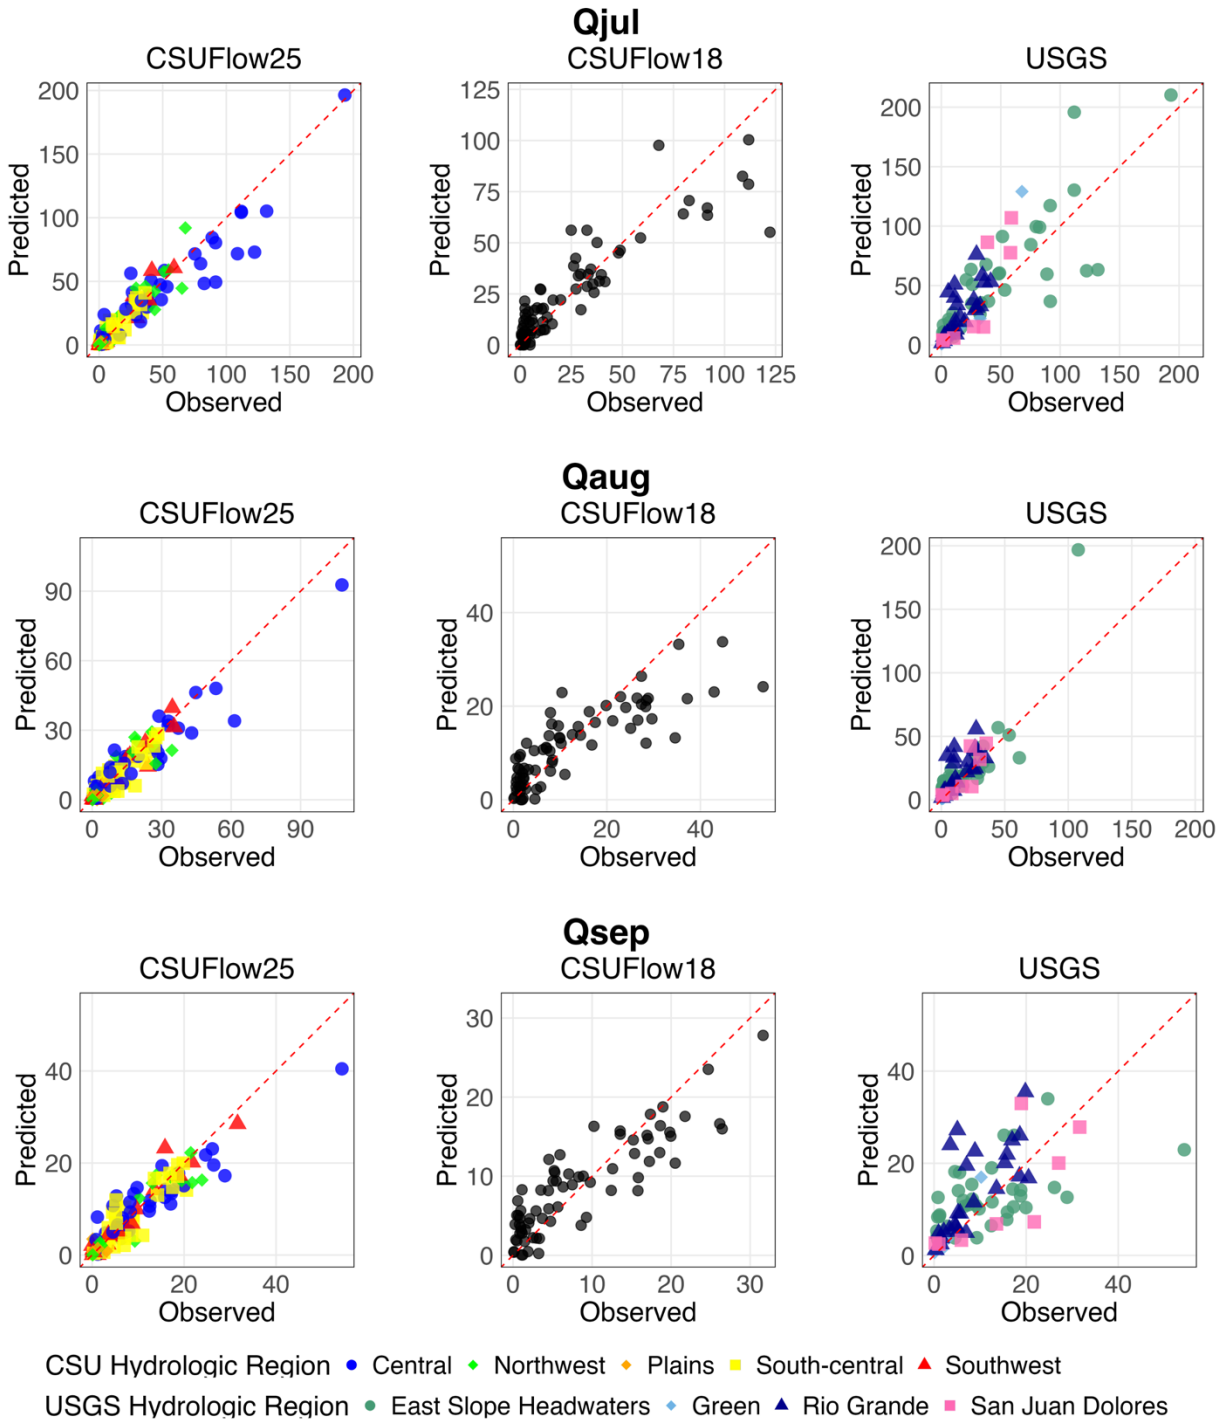 Qjul
CSUFlow25 CSUFlow18 USGS
Predicted
200
150
100
50
0
0 50 100 150 200
Observed
Predicted
125
100
75
50
25
0
0 25 50 75 100 125
Observed
Predicted
200
150
100
50
0
0 50 100 150 200
Observed
Qaug
CSUFlow25 CSUFlow18 USGS
Predicted
90
60
30
0
0 30 60 90
Observed
Predicted
40
20
0
0 20 40
Observed
Predicted
200
150
100
50
0
0 50 100 150 200
Observed
Qsep
CSUFlow25 CSUFlow18 USGS
Predicted
40
20
0
0 20 40
Observed
Predicted
30
20
10
0
0 10 20 30
Observed
Predicted
40
20
0
0 20 40
Observed
CSU Hydrologic Region Central Northwest Plains South-central Southwest
USGS Hydrologic Region East Slope Headwaters Green Rio Grande San Juan Dolores